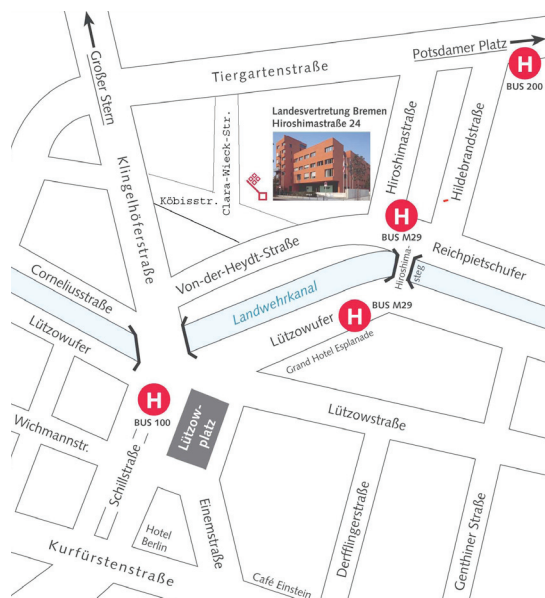 Großer Stern
Potsdamer Platz
H
BUS 200
Tiergartenstraße
Landesvertretung Bremen
Hiroshimastraße 24
Hiroshimastraße
Hildebrandstraße
Klingelhöferstraße
Clara-Wieck-Str.
Köbisstr.
H
BUS M29
Von-der-Heydt-Straße
Hiroshima-
steg
Reichpietschufer
Corneliusstraße
Landwehrkanal
Lützowufer
H
BUS M29
Lützowufer
Grand Hotel Esplanade
H
BUS 100
Lützow-
platz
Lützowstraße
Wichmannstr.
Schillstraße
Einemstraße
Hotel
Berlin
Derfflingerstraße
Genthiner Straße
Kurfürstenstraße
Café Einstein